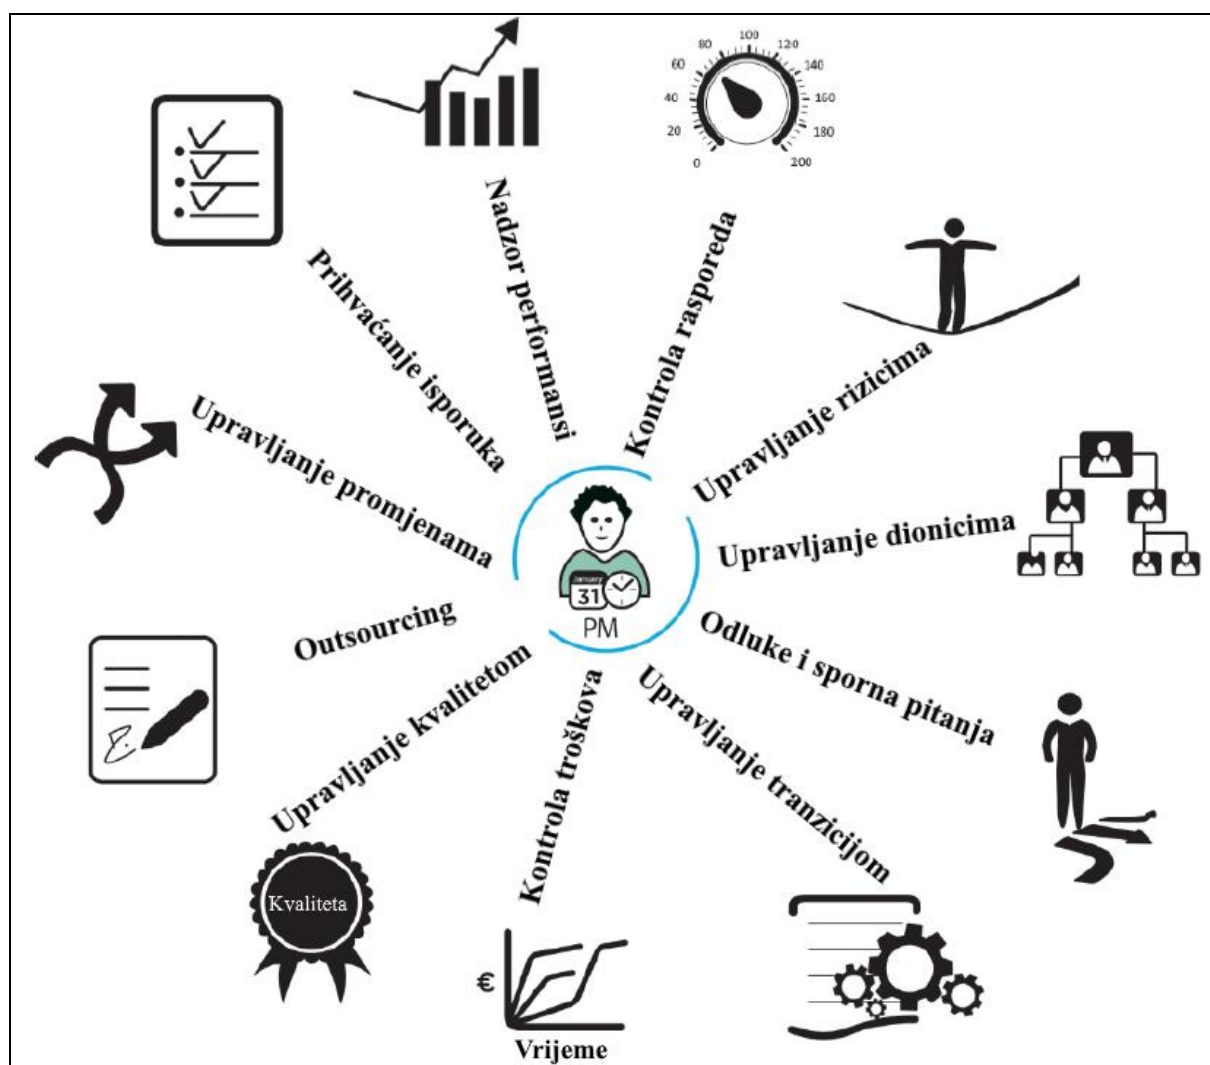 0
20
40
60
80
100
120
140
160
180
200
Nadzor performansi
Kontrola rasporeda
Prihvaćanje isporuka
Upravljanje rizicima
Upravljanje promjenama
Upravljanje dionicima
January
31
PM
Outsourcing
Odluke i sporna pitanja
Upravljanje kvalitetom
Kontrola troškova
Upravljanje tranzicijom
Kvaliteta
€
Vrijeme